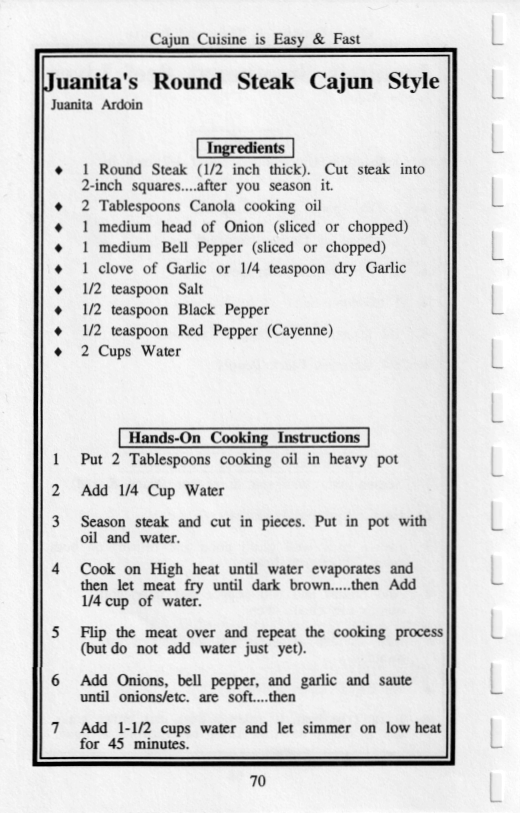 Cajun Cuisine is Easy & Fast
Juanita's Round Steak Cajun Style
Juanita Ardoin
Ingredients
♦ 1 Round Steak (1/2 inch thick). Cut steak into
2-inch squares....after you season it.
♦ 2 Tablespoons Canola cooking oil
♦ 1 medium head of Onion (sliced or chopped)
♦ 1 medium Bell Pepper (sliced or chopped)
♦ 1 clove of Garlic or 1/4 teaspoon dry Garlic
♦ 1/2 teaspoon Salt
♦ 1/2 teaspoon Black Pepper
♦ 1/2 teaspoon Red Pepper (Cayenne)
♦ 2 Cups Water
Hands-On Cooking Instructions
1 Put 2 Tablespoons cooking oil in heavy pot
2 Add 1/4 Cup Water
3 Season steak and cut in pieces. Put in pot with
oil and water.
4 Cook on High heat until water evaporates and
then let meat fry until dark brown.....then Add
1/4 cup of water.
5 Flip the meat over and repeat the cooking process
(but do not add water just yet).
6 Add Onions, bell pepper, and garlic and saute
until onions/etc. are soft....then
7 Add 1-1/2 cups water and let simmer on low heat
for 45 minutes.
70